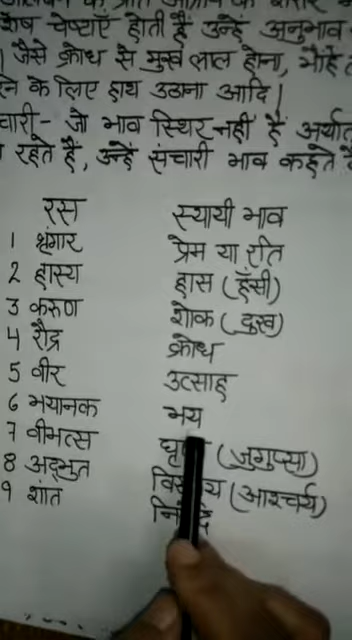 शेष चेष्टाएँ होती हैं उन्हें अनुभाव
जैसे क्रोध से मुख लाल होना, भौहें
के लिए हाथ उठाना आदि।
चारी- जो भाव स्थिर नही हैं अर्थात
रहते है, उन्हें संचारी भाव कहते है
रस स्थायी भाव
1 श्रृंगार प्रेम या रति
2 हास्य हास (हँसी)
3 करुण शोक (दुख)
4 रौद्र क्रोध
5 वीर उत्साह
6 भयानक भय
7 वीभत्स (जुगुप्सा)
8 अद्भुत (आश्चर्य)
9 शांत